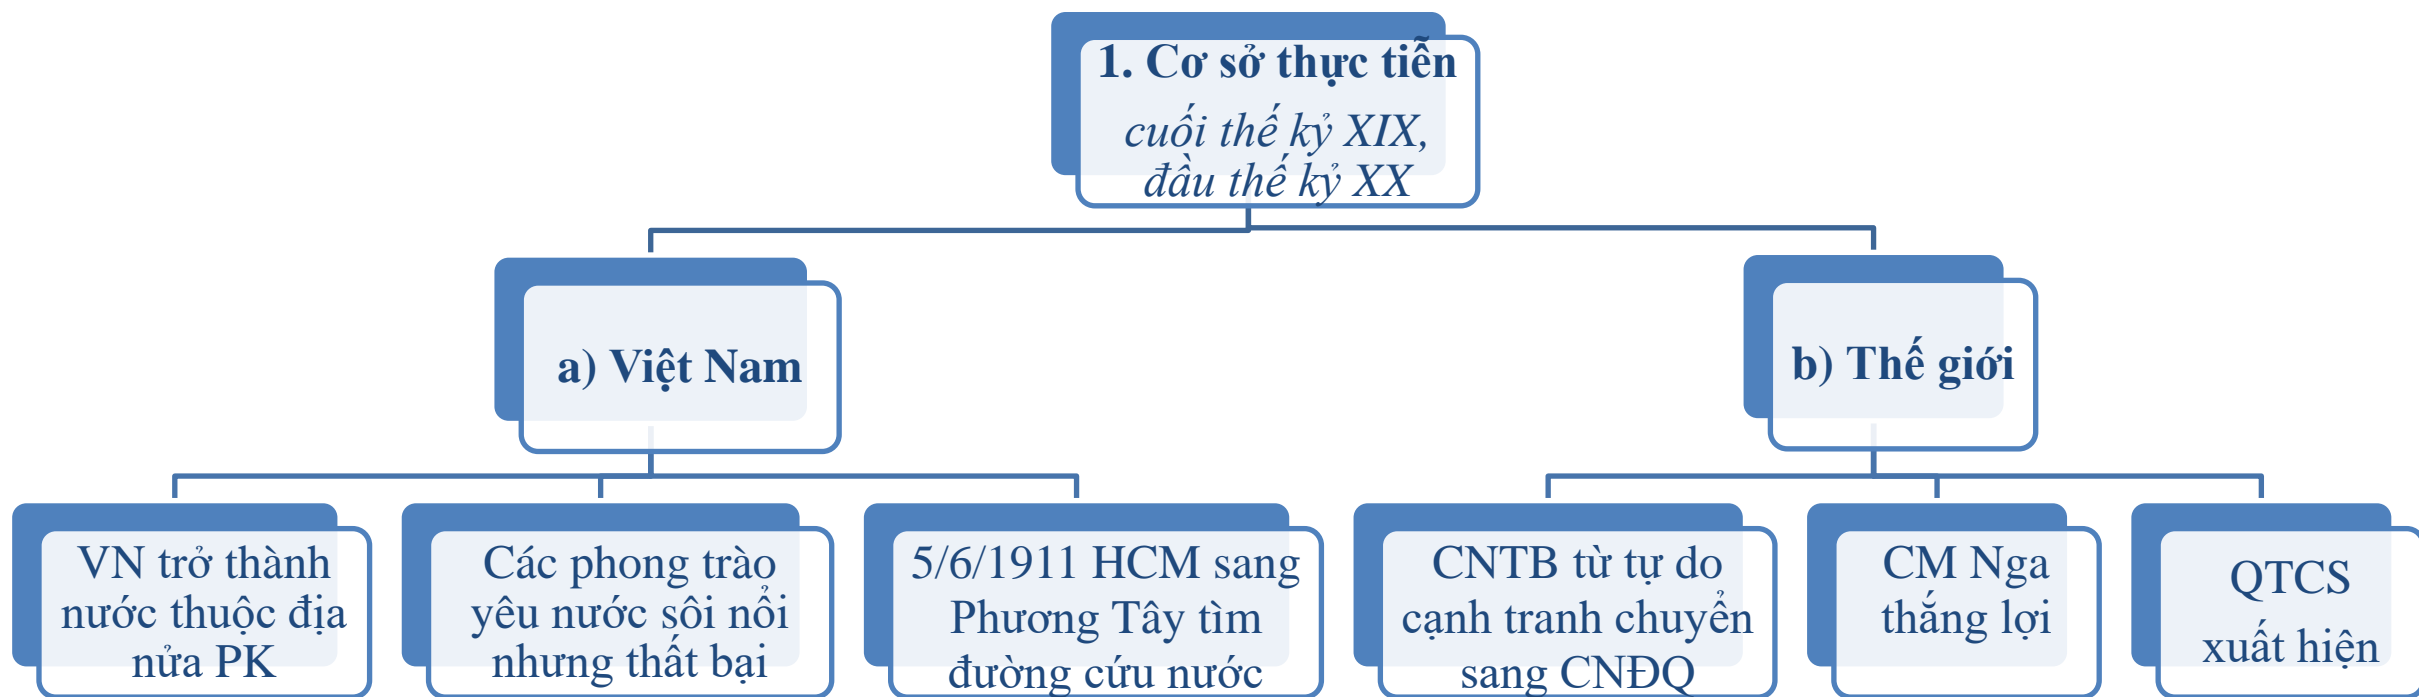 1. Cơ sở thực tiễn
cuối thế kỷ XIX,
đầu thế kỷ XX
a) Việt Nam
b) Thế giới
VN trở thành
nước thuộc địa
nửa PK
Các phong trào
yêu nước sôi nổi
nhưng thất bại
5/6/1911 HCM sang
Phương Tây tìm
đường cứu nước
CNTB từ tự do
cạnh tranh chuyển
sang CNĐQ
CM Nga
thắng lợi
QTCS
xuất hiện